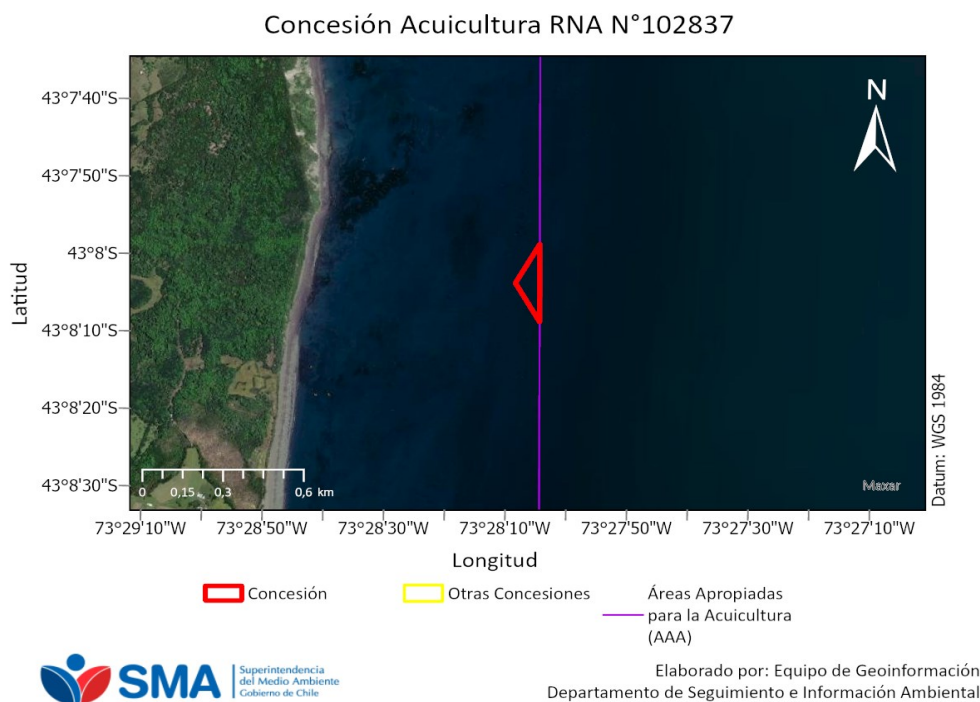 Concesión Acuicultura RNA N°102837
N
43°7'40"S
43°7'50"S
43°8'S
43°8'10"S
43°8'20"S
43°8'30"S
Latitud
0 0,15 0,3 0,6 km
Maxar
Datum: WGS 1984
73°29'10"W 73°28'50"W 73°28'30"W 73°28'10"W 73°27'50"W 73°27'30"W 73°27'10"W
Longitud
Concesión
Otras Concesiones
Áreas Apropiadas
para la Acuicultura
(AAA)
SMA
Superintendencia
del Medio Ambiente
Gobierno de Chile
Elaborado por: Equipo de Geoinformación
Departamento de Seguimiento e Información Ambiental